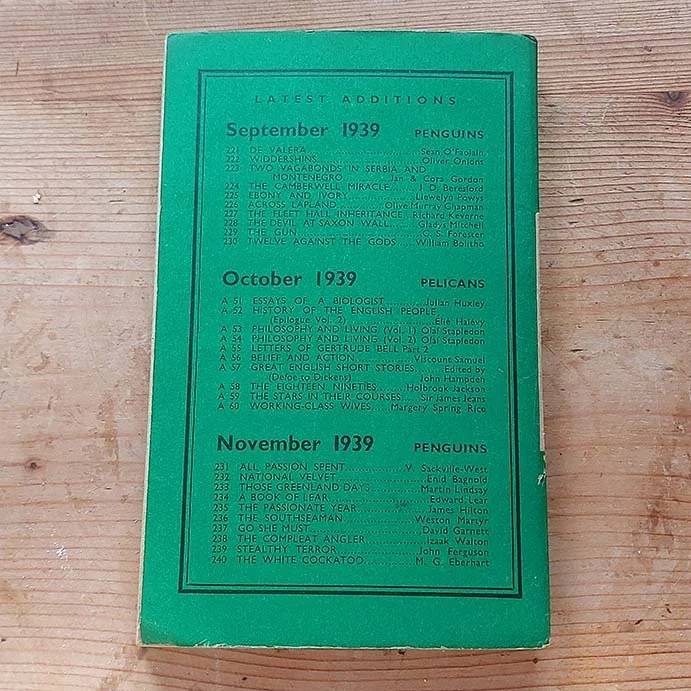 LATEST ADDITIONS
September 1939 PENGUINS
221 DE VALERA......Sean O'Faolain
222 WIDDERSHINS......Oliver Onions
223 TWO VAGABONDS IN SERBIA AND
MONTENEGRO......Jan & Cora Gordon
224 THE CAMBERWELL MIRACLE......J. D. Beresford
225 EBONY AND IVORY......Llewelyn Powys
226 ACROSS LAPLAND......Olive Murray Chapman
227 THE FLEET HALL INHERITANCE Richard Keverne
228 THE DEVIL AT SAXON WALL......Gladys Mitchell
229 THE GUN......C. S. Forester
230 TWELVE AGAINST THE GODS......William Bolitho
October 1939 PELICANS
A 51 ESSAYS OF A BIOLOGIST......Julian Huxley
A 52 HISTORY OF THE ENGLISH PEOPLE
(Epilogue Vol. 2)......Elie Halévy
A 53 PHILOSOPHY AND LIVING (Vol. 1) Olaf Stapledon
A 54 PHILOSOPHY AND LIVING (Vol. 2) Olaf Stapledon
A 55 LETTERS OF GERTRUDE BELL Part 2
A 56 BELIEF AND ACTION......Viscount Samuel
A 57 GREAT ENGLISH SHORT STORIES......Edited by
(Defoe to Dickens) John Hampden
A 58 THE EIGHTEEN NINETIES......Holbrook Jackson
A 59 THE STARS IN THEIR COURSES......Sir James Jeans
A 60 WORKING-CLASS WIVES......Margery Spring Rice
November 1939 PENGUINS
231 ALL PASSION SPENT......V. Sackville-West
232 NATIONAL VELVET......Enid Bagnold
233 THOSE GREENLAND DAYS......Martin Lindsay
234 A BOOK OF LEAR......Edward Lear
235 THE PASSIONATE YEAR......James Hilton
236 THE SOUTHSEAMAN......Weston Martyr
237 GO SHE MUST......David Garnett
238 THE COMPLEAT ANGLER......Izaak Walton
239 STEALTHY TERROR......John Ferguson
240 THE WHITE COCKATOO......M. G. Eberhart